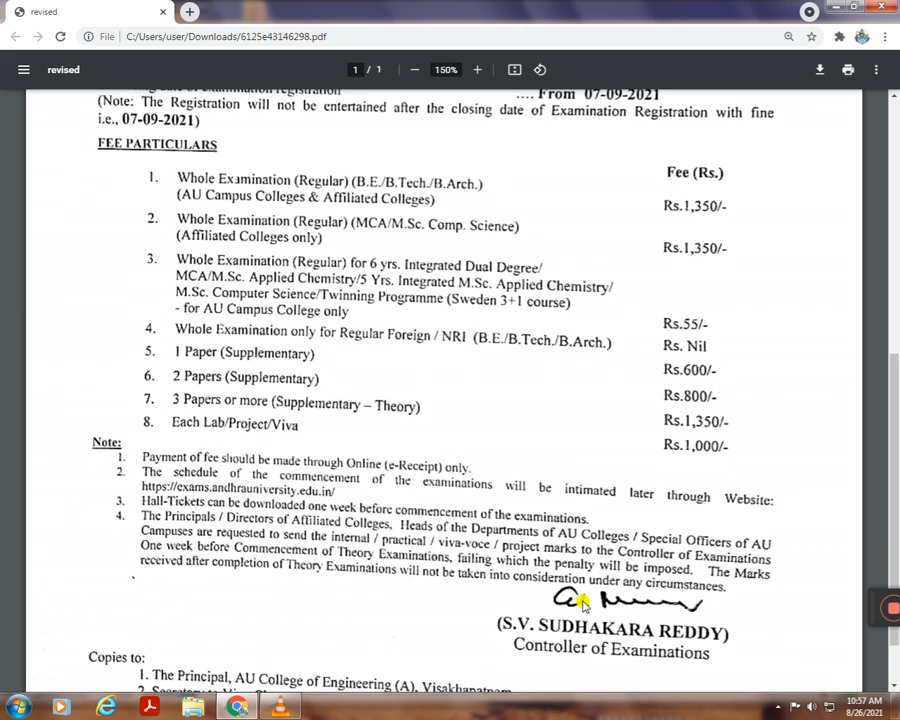 revised
File C:/Users/user/Downloads/6125e43146298.pdf
revised
1 / 1
150%
date of examination registration .... From 07-09-2021
(Note: The Registration will not be entertained after the closing date of Examination Registration with fine
i.e., 07-09-2021)
FEE PARTICULARS
Fee (Rs.)
1. Whole Examination (Regular) (B.E./B.Tech./B.Arch.)
(AU Campus Colleges & Affiliated Colleges) Rs.1,350/-
2. Whole Examination (Regular) (MCA/M.Sc. Comp. Science)
(Affiliated Colleges only) Rs.1,350/-
3. Whole Examination (Regular) for 6 yrs. Integrated Dual Degree/
MCA/M.Sc. Applied Chemistry/5 Yrs. Integrated M.Sc. Applied Chemistry/
M.Sc. Computer Science/Twinning Programme (Sweden 3+1 course)
- for AU Campus College only Rs.55/-
4. Whole Examination only for Regular Foreign / NRI (B.E./B.Tech./B.Arch.) Rs. Nil
5. 1 Paper (Supplementary) Rs.600/-
6. 2 Papers (Supplementary) Rs.800/-
7. 3 Papers or more (Supplementary – Theory) Rs.1,350/-
8. Each Lab/Project/Viva Rs.1,000/-
Note:
1. Payment of fee should be made through Online (e-Receipt) only.
2. The schedule of the commencement of the examinations will be intimated later through Website:
https://exams.andhrauniversity.edu.in/
3. Hall-Tickets can be downloaded one week before commencement of the examinations.
4. The Principals / Directors of Affiliated Colleges, Heads of the Departments of AU Colleges / Special Officers of AU
Campuses are requested to send the internal / practical / viva-voce / project marks to the Controller of Examinations
One week before Commencement of Theory Examinations, failing which the penalty will be imposed. The Marks
received after completion of Theory Examinations will not be taken into consideration under any circumstances.
(S.V. SUDHAKARA REDDY)
Controller of Examinations
Copies to:
1. The Principal, AU College of Engineering (A), Visakhapatnam
10:57 AM
8/26/2021